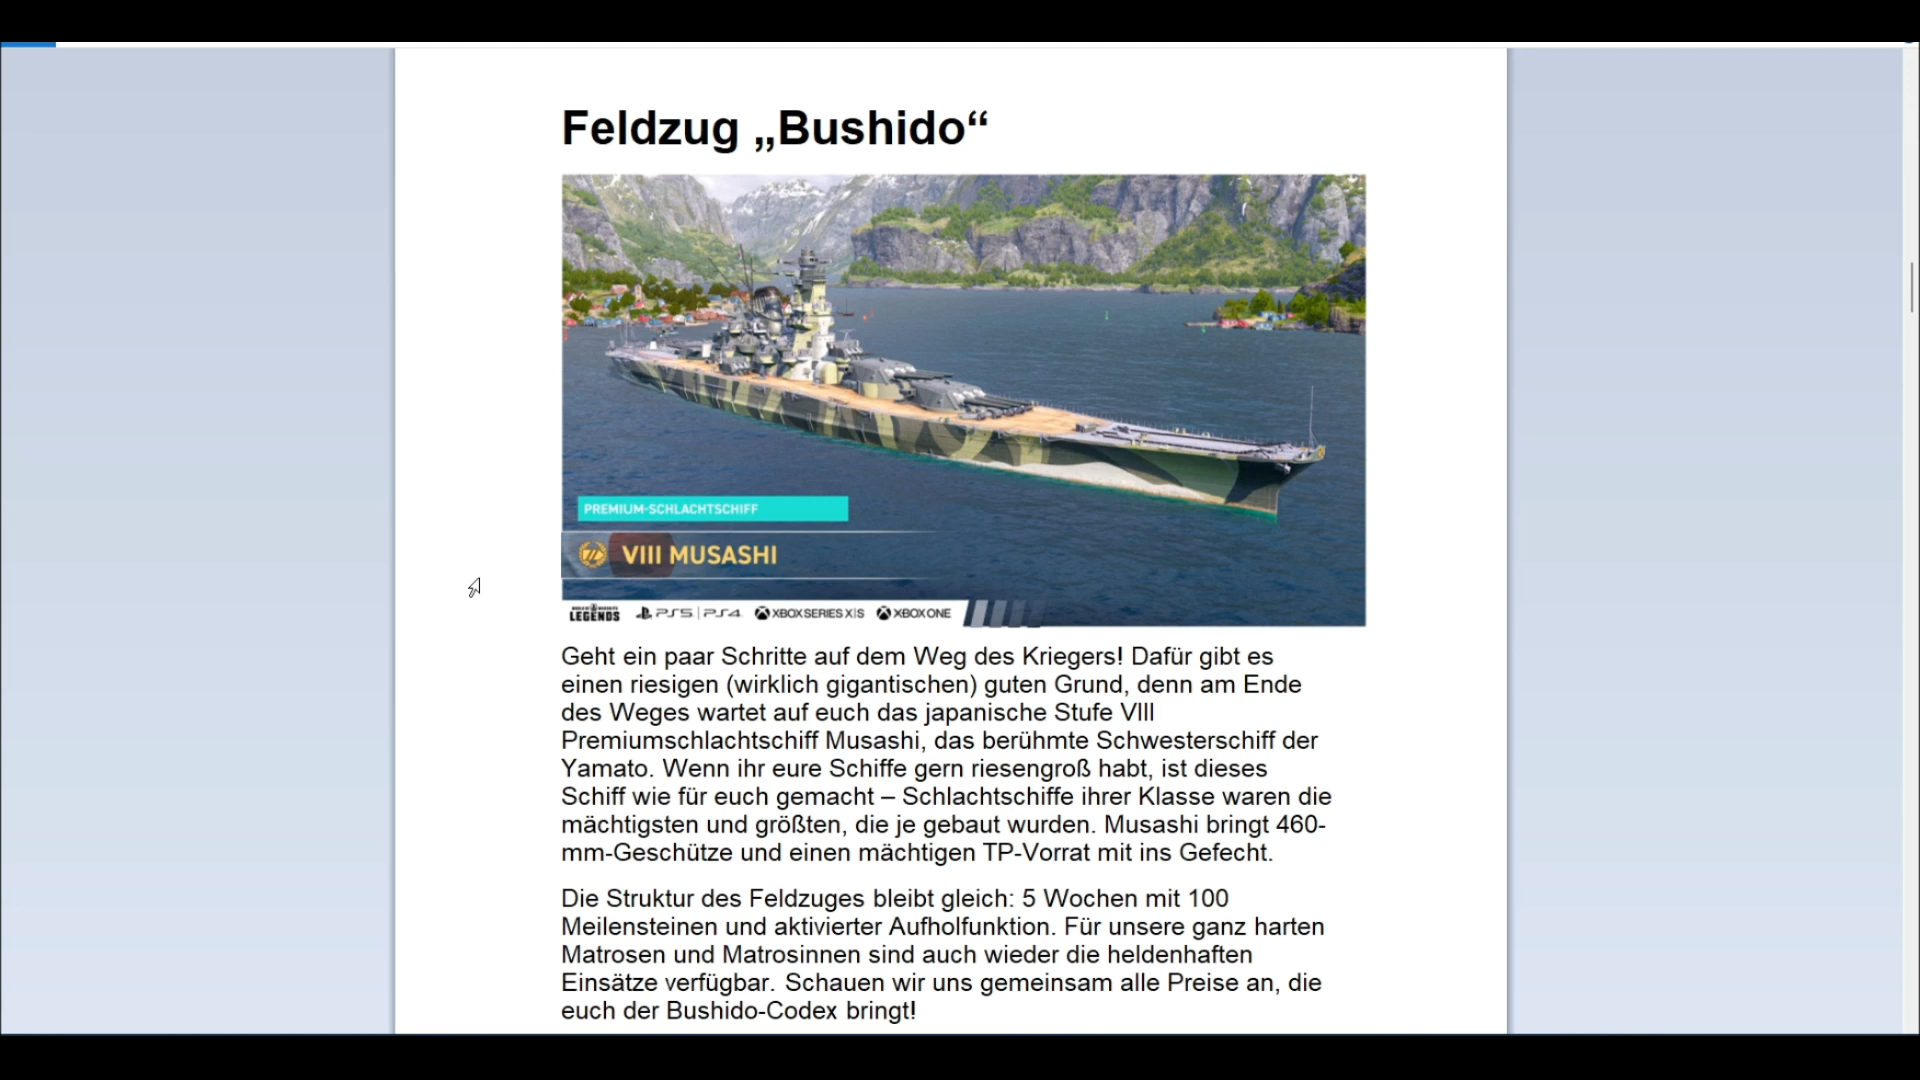 Feldzug „Bushido“
PREMIUM-SCHLACHTSCHIFF
VIII MUSASHI
LEGENDS PS5 | PS4 XBOX SERIES X|S XBOX ONE
Geht ein paar Schritte auf dem Weg des Kriegers! Dafür gibt es
einen riesigen (wirklich gigantischen) guten Grund, denn am Ende
des Weges wartet auf euch das japanische Stufe VIII
Premiumschlachtschiff Musashi, das berühmte Schwesterschiff der
Yamato. Wenn ihr eure Schiffe gern riesengroß habt, ist dieses
Schiff wie für euch gemacht – Schlachtschiffe ihrer Klasse waren die
mächtigsten und größten, die je gebaut wurden. Musashi bringt 460-
mm-Geschütze und einen mächtigen TP-Vorrat mit ins Gefecht.
Die Struktur des Feldzuges bleibt gleich: 5 Wochen mit 100
Meilensteinen und aktivierter Aufholfunktion. Für unsere ganz harten
Matrosen und Matrosinnen sind auch wieder die heldenhaften
Einsätze verfügbar. Schauen wir uns gemeinsam alle Preise an, die
euch der Bushido-Codex bringt!